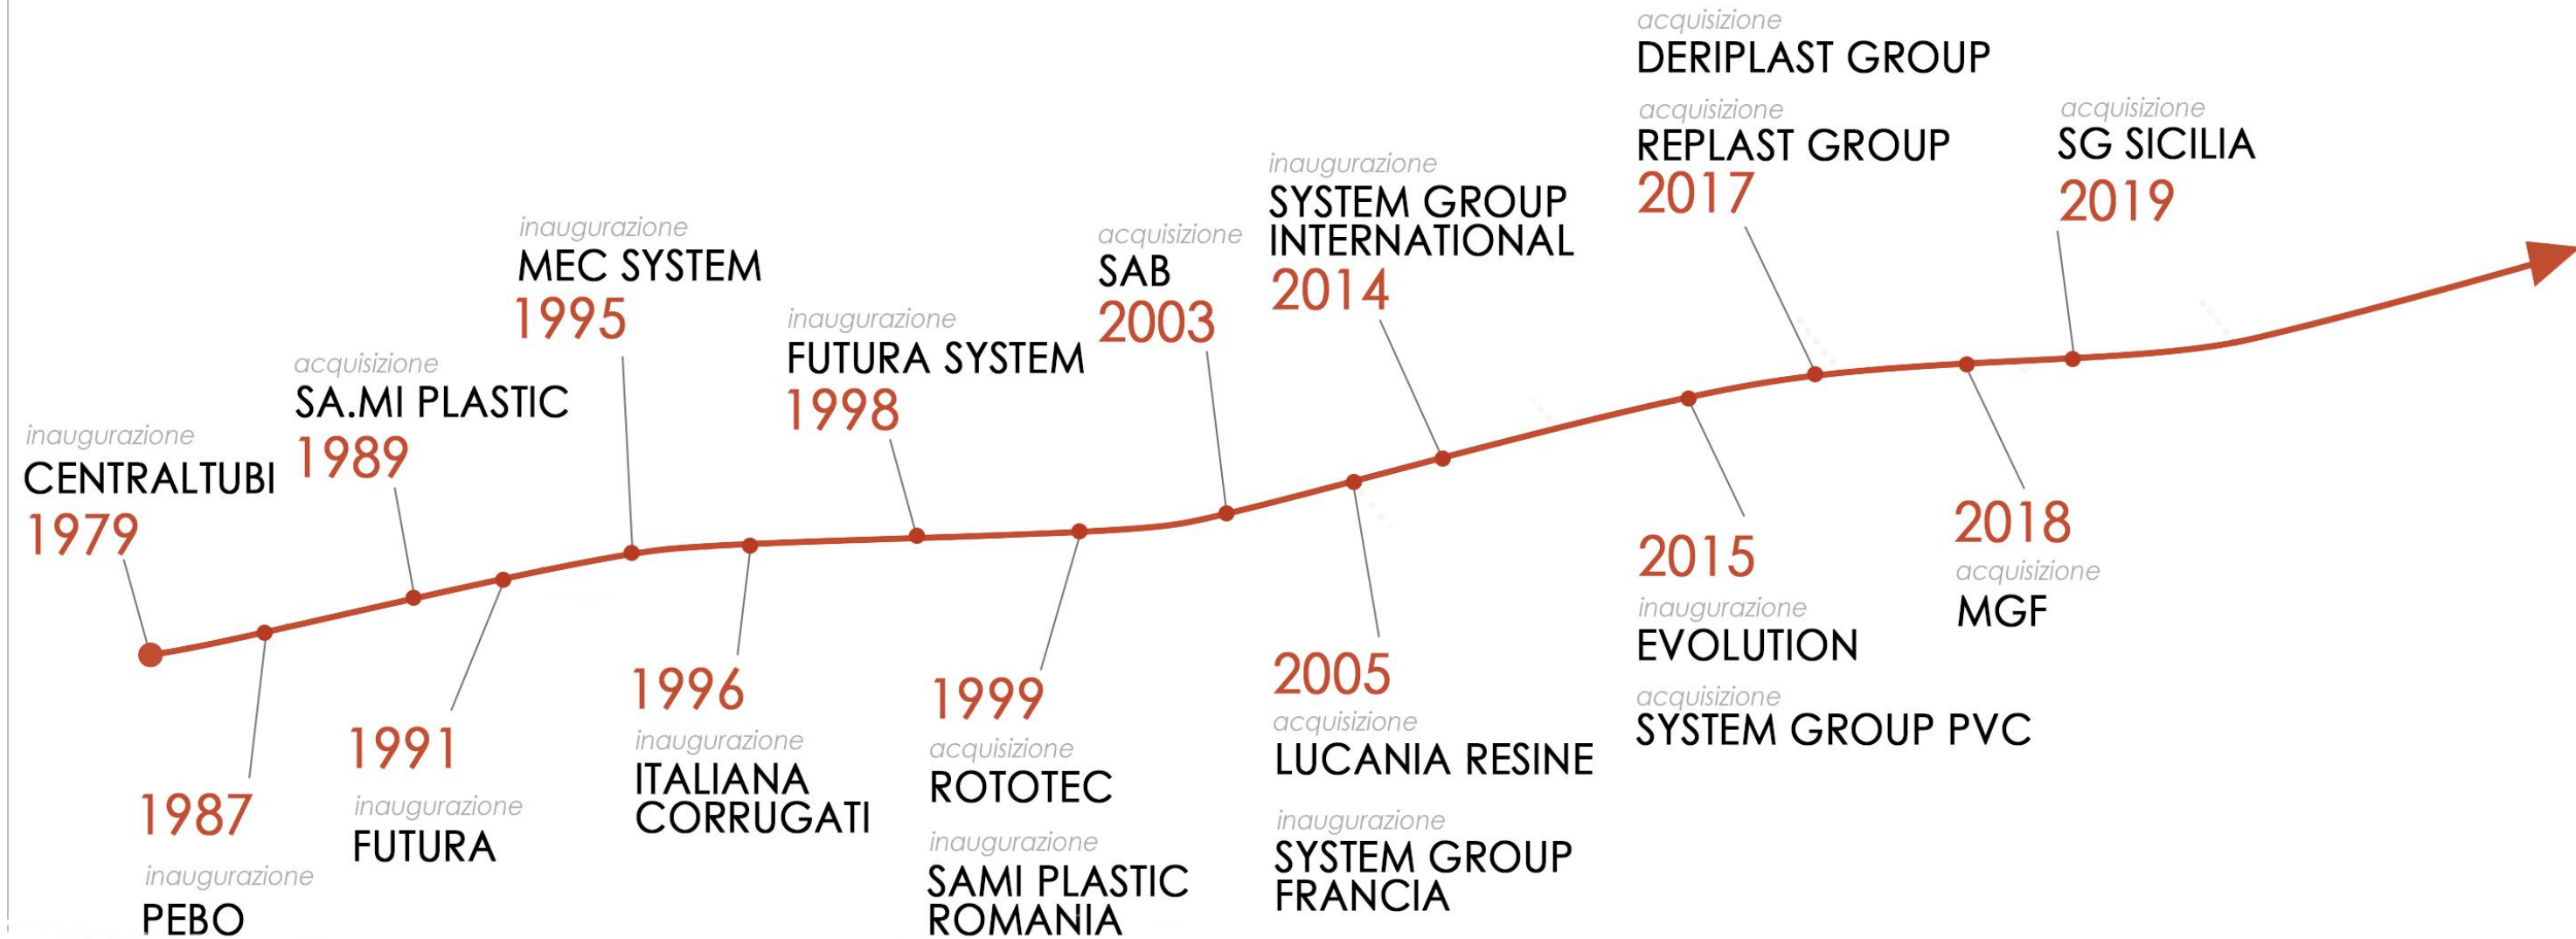 inaugurazione
CENTRALTUBI
1979
1987
inaugurazione
PEBO
acquisizione
SA.MI PLASTIC
1989
1991
inaugurazione
FUTURA
inaugurazione
MEC SYSTEM
1995
1996
inaugurazione
ITALIANA
CORRUGATI
inaugurazione
FUTURA SYSTEM
1998
1999
acquisizione
ROTOTEC
inaugurazione
SAMI PLASTIC
ROMANIA
acquisizione
SAB
2003
2005
acquisizione
LUCANIA RESINE
inaugurazione
SYSTEM GROUP
FRANCIA
inaugurazione
SYSTEM GROUP
INTERNATIONAL
2014
2015
inaugurazione
EVOLUTION
acquisizione
SYSTEM GROUP PVC
acquisizione
DERIPLAST GROUP
acquisizione
REPLAST GROUP
2017
2018
acquisizione
MGF
acquisizione
SG SICILIA
2019